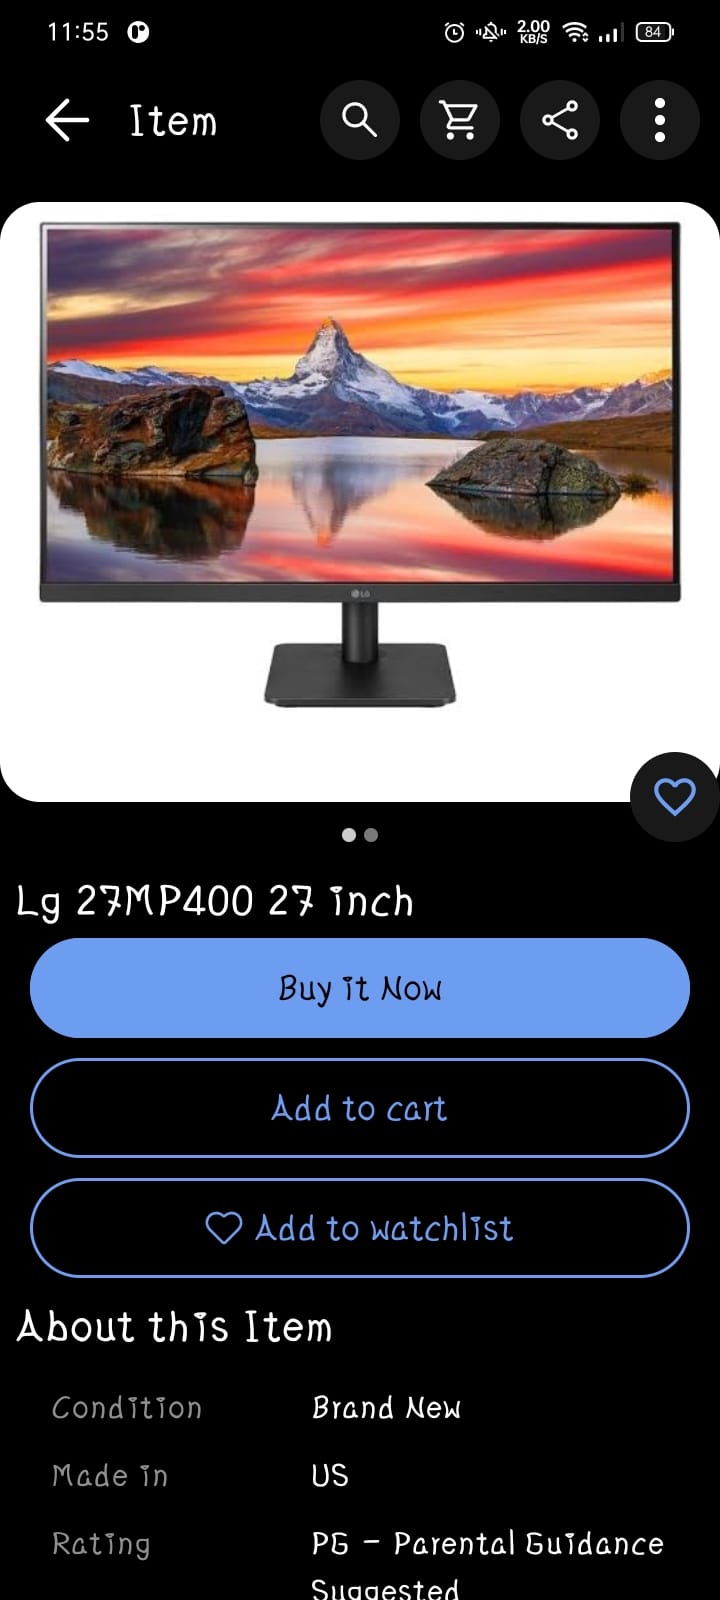 11:55
2.00
KB/S
84
Item
LG
Lg 27MP400 27 inch
Buy it Now
Add to cart
Add to watchlist
About this Item
Condition Brand New
Made in US
Rating PG - Parental Guidance
Suggested